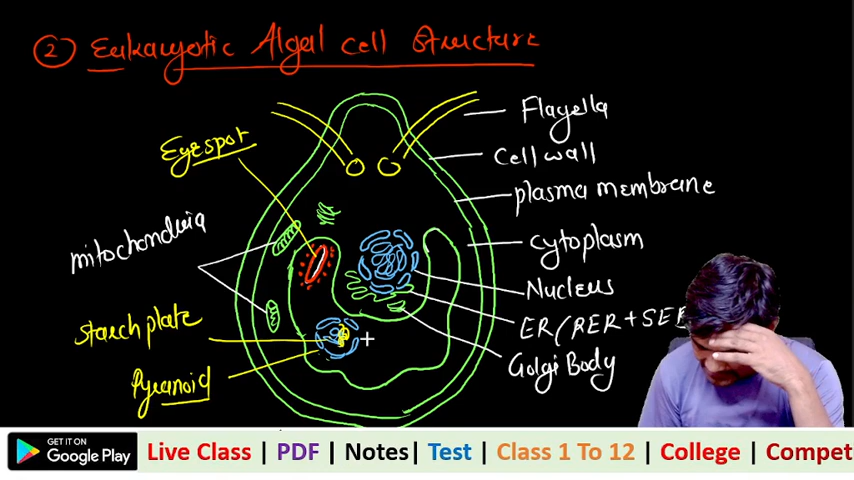 ② Eukaryotic Algal Cell Structure
Flagella
Eyespot
Cell wall
plasma membrane
mitochondria
Cytoplasm
Nucleus
starch plate
ER (RER + SER
Golgi Body
Pyranoid
GET IT ON
Google Play
Live Class | PDF | Notes| Test | Class 1 To 12 | College | Compet